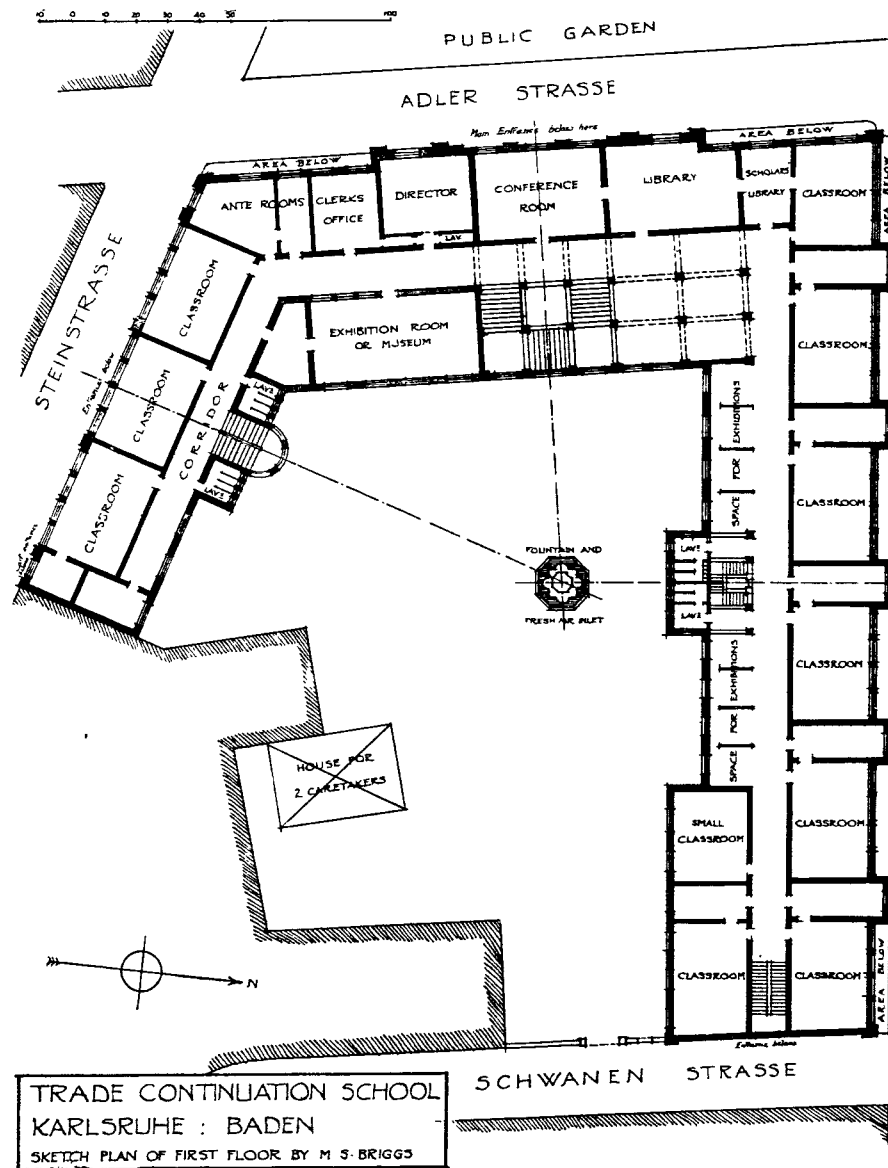 10 0 10 20 30 40 50 100
PUBLIC GARDEN
ADLER STRASSE
Main Entrance below here
AREA BELOW
AREA BELOW
ANTE ROOMS
CLERKS
OFFICE
DIRECTOR
LAV
CONFERENCE
ROOM
LIBRARY
SCHOLARS
LIBRARY
CLASSROOM
AREA BELOW
STEINSTRASSE
Entrance below
CLASSROOM
CLASSROOM
CLASSROOM
CORRIDOR
LAVS
LAVS
EXHIBITION ROOM
OR MUSEUM
SPACE FOR EXHIBITIONS
CLASSROOM
CLASSROOM
FOUNTAIN AND
FRESH AIR INLET
LAVS
LAVS
CLASSROOM
SPACE FOR EXHIBITIONS
HOUSE FOR
2 CARETAKERS
SMALL
CLASSROOM
CLASSROOM
CLASSROOM
CLASSROOM
AREA BELOW
N
Entrance below
SCHWANEN STRASSE
TRADE CONTINUATION SCHOOL
KARLSRUHE : BADEN
SKETCH PLAN OF FIRST FLOOR BY M S. BRIGGS